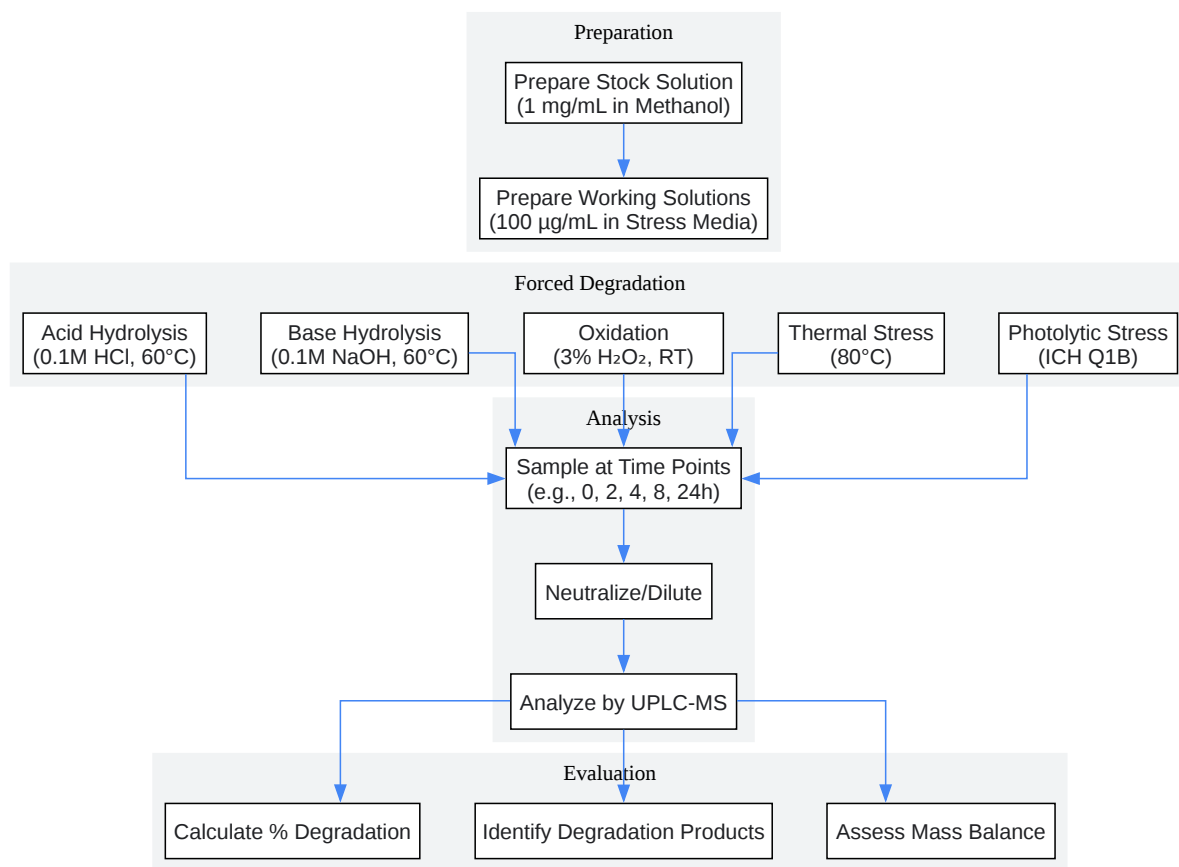 Preparation
Prepare Stock Solution
(1 mg/mL in Methanol)
Prepare Working Solutions
(100 µg/mL in Stress Media)
Forced Degradation
Acid Hydrolysis
(0.1M HCl, 60°C)
Base Hydrolysis
(0.1M NaOH, 60°C)
Oxidation
(3% H₂O₂, RT)
Thermal Stress
(80°C)
Photolytic Stress
(ICH Q1B)
Analysis
Sample at Time Points
(e.g., 0, 2, 4, 8, 24h)
Neutralize/Dilute
Analyze by UPLC-MS
Evaluation
Calculate % Degradation
Identify Degradation Products
Assess Mass Balance